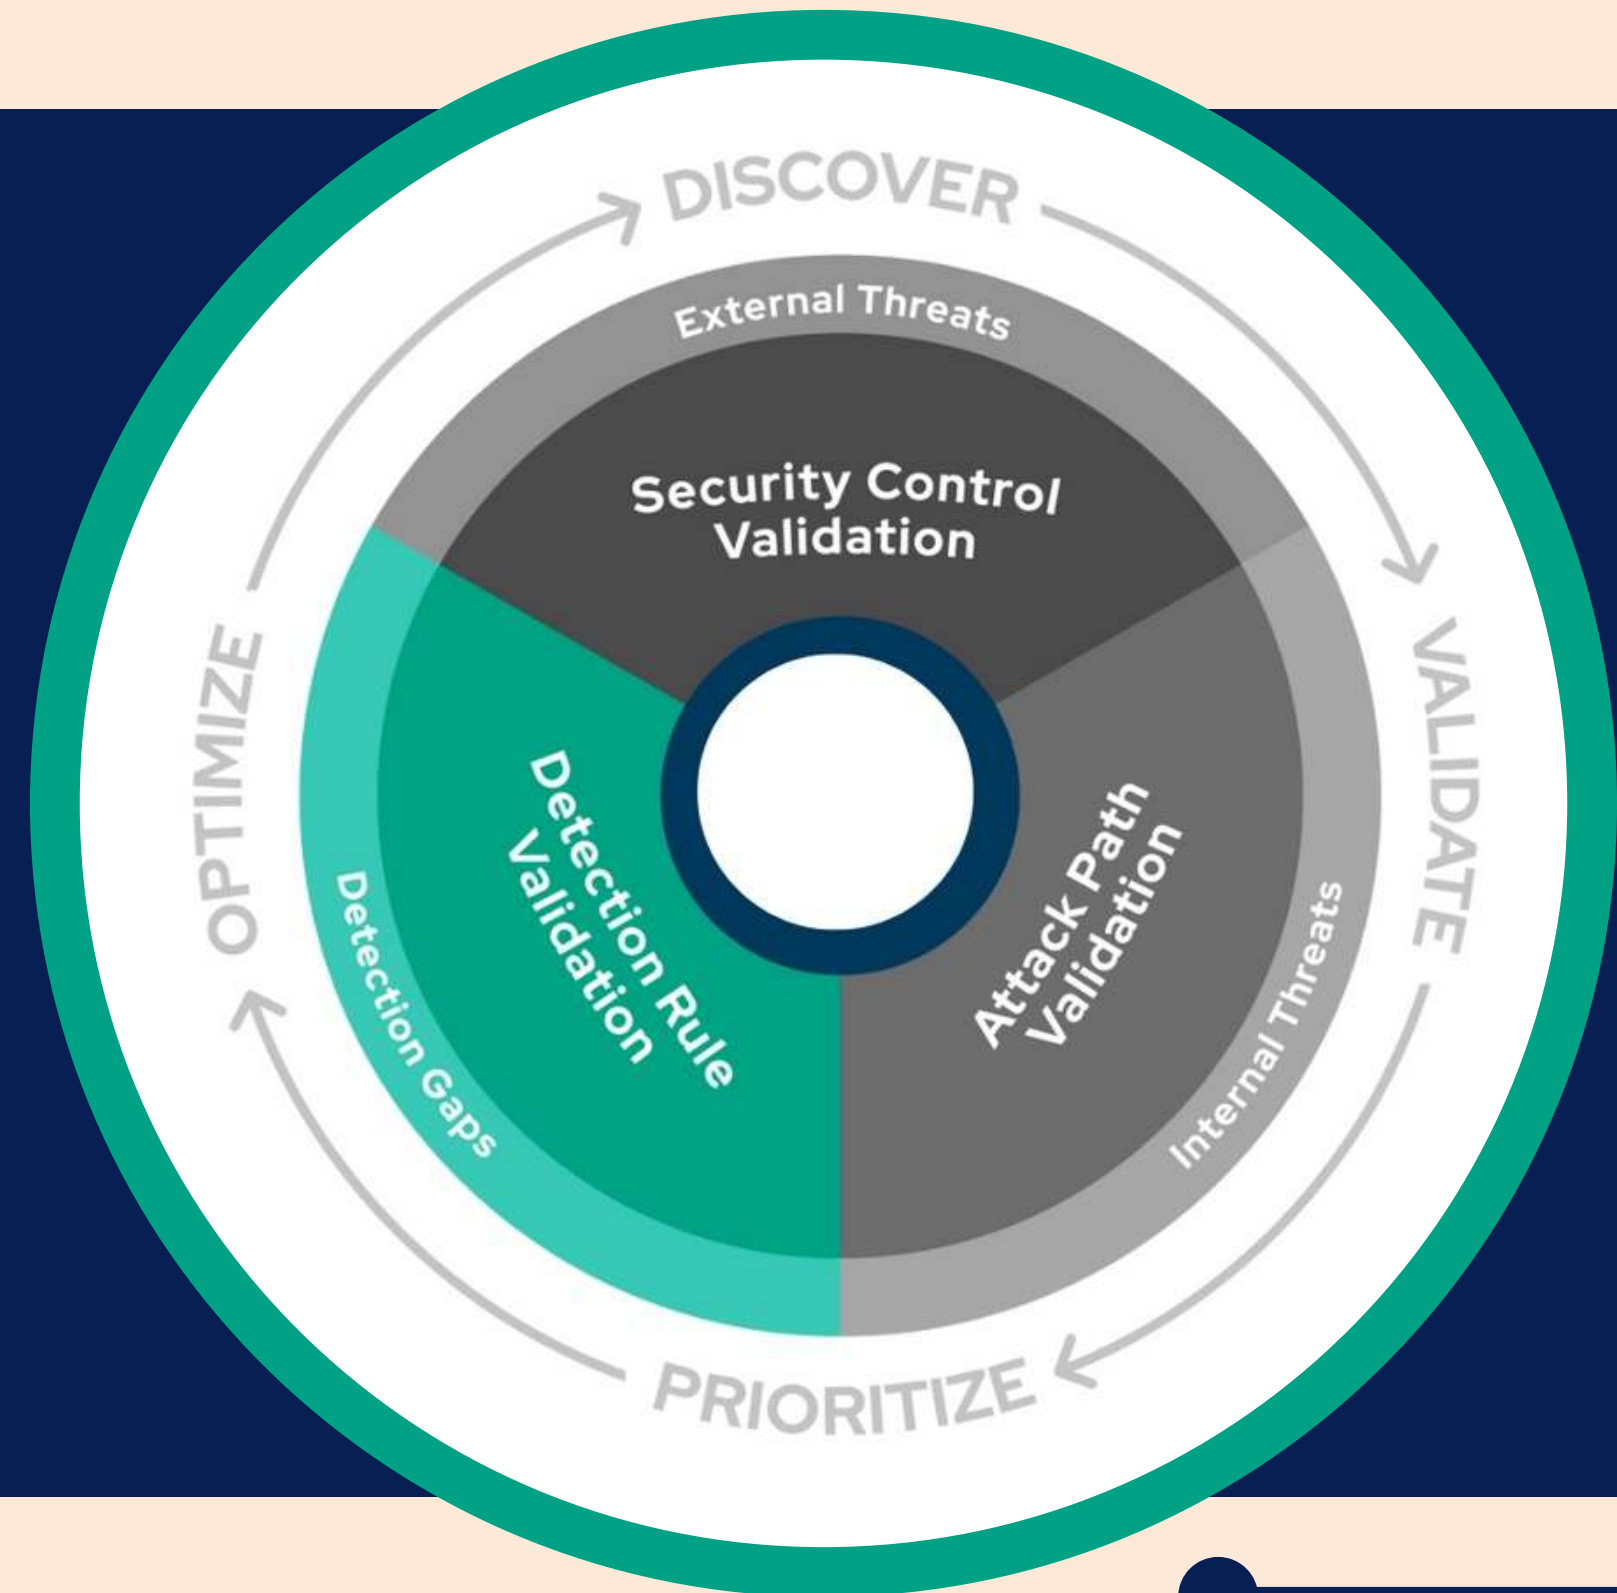 DISCOVER
External Threats
Security Control
Validation
VALIDATE
Attack Path
Validation
Internal Threats
PRIORITIZE
Detection Rule
Validation
Detection Gaps
OPTIMIZE